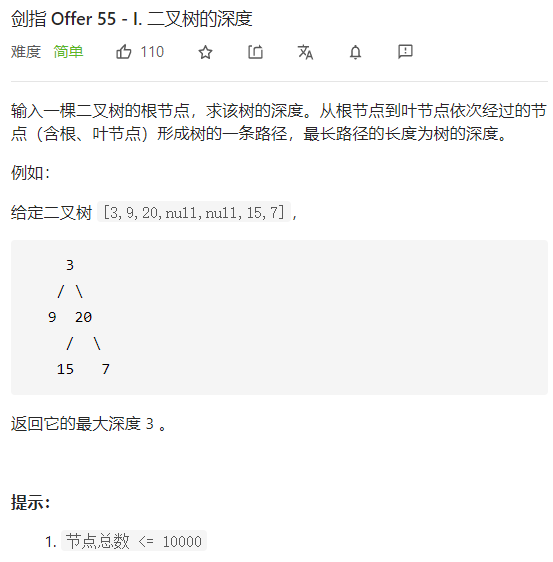 剑指 Offer 55 - I. 二叉树的深度
难度 简单 110
输入一棵二叉树的根节点，求该树的深度。从根节点到叶节点依次经过的节
点（含根、叶节点）形成树的一条路径，最长路径的长度为树的深度。
例如：
给定二叉树 [3,9,20,null,null,15,7]，
3
/ \
9 20
/ \
15 7
返回它的最大深度 3 。
提示：
1. 节点总数 <= 10000